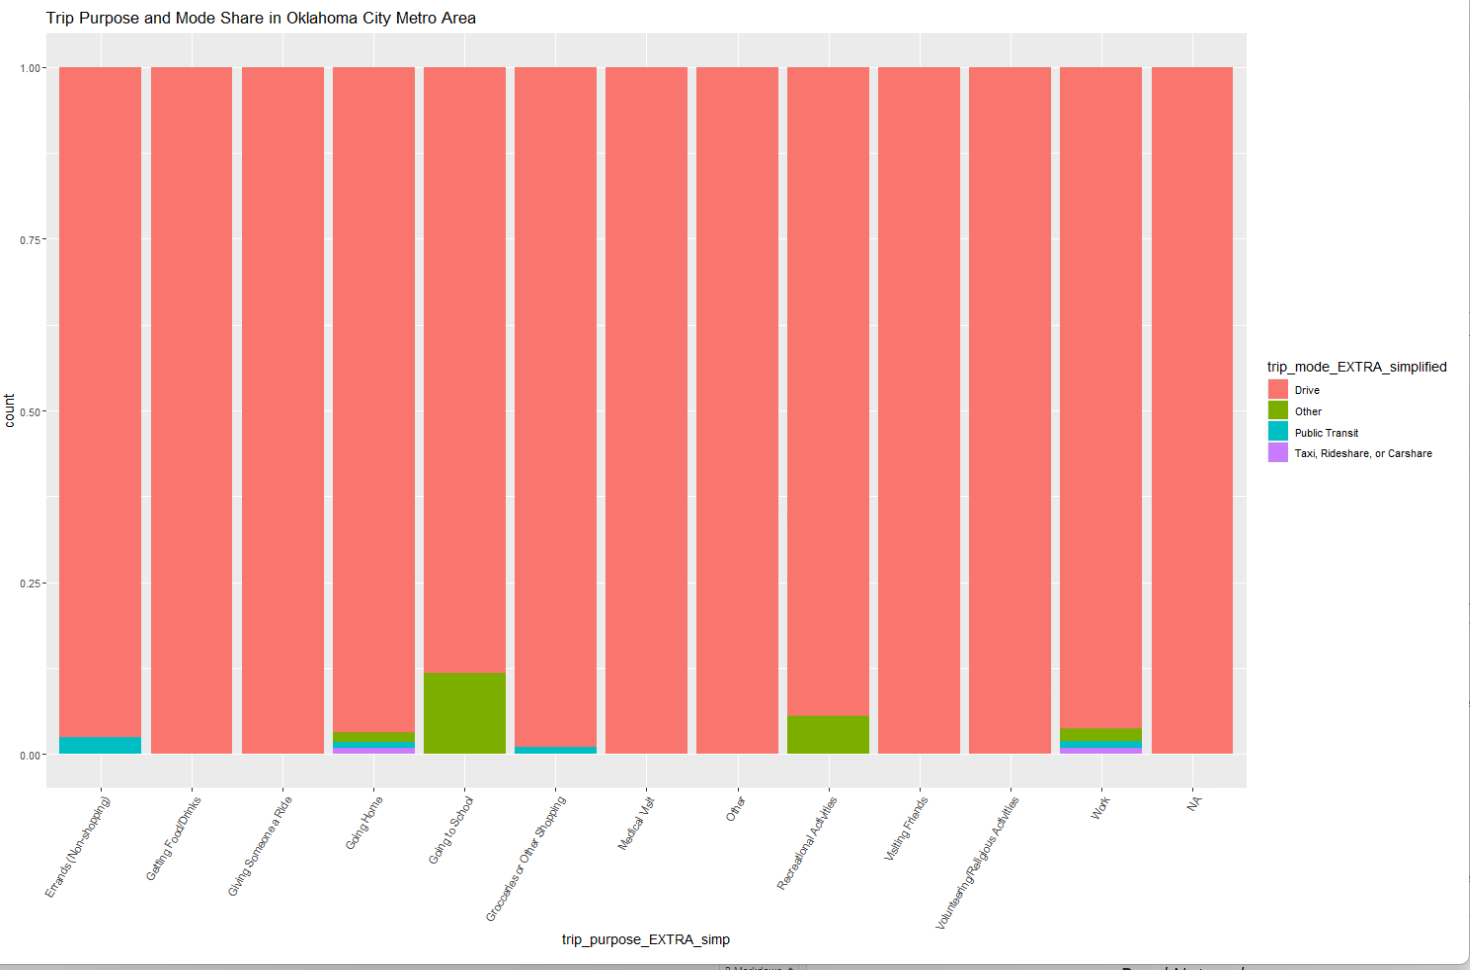 Trip Purpose and Mode Share in Oklahoma City Metro Area
1.00
0.75
0.50
0.25
0.00
count
Errands (Non-shopping)
Getting Food/Drinks
Giving Someone a Ride
Going Home
Going to School
Grocceries or Other Shopping
Medical Visit
Other
Recreational Activities
Visiting Friends
Volunteering/Religious Activities
Work
NA
trip_purpose_EXTRA_simp
trip_mode_EXTRA_simplified
Drive
Other
Public Transit
Taxi, Rideshare, or Carshare